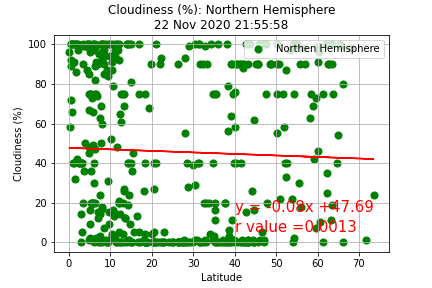 Cloudiness (%): Northern Hemisphere
22 Nov 2020 21:55:58
Cloudiness (%)
100
80
60
40
20
0
Northen Hemisphere
y = -0.08x +47.69
r value =0.0013
0 10 20 30 40 50 60 70
Latitude